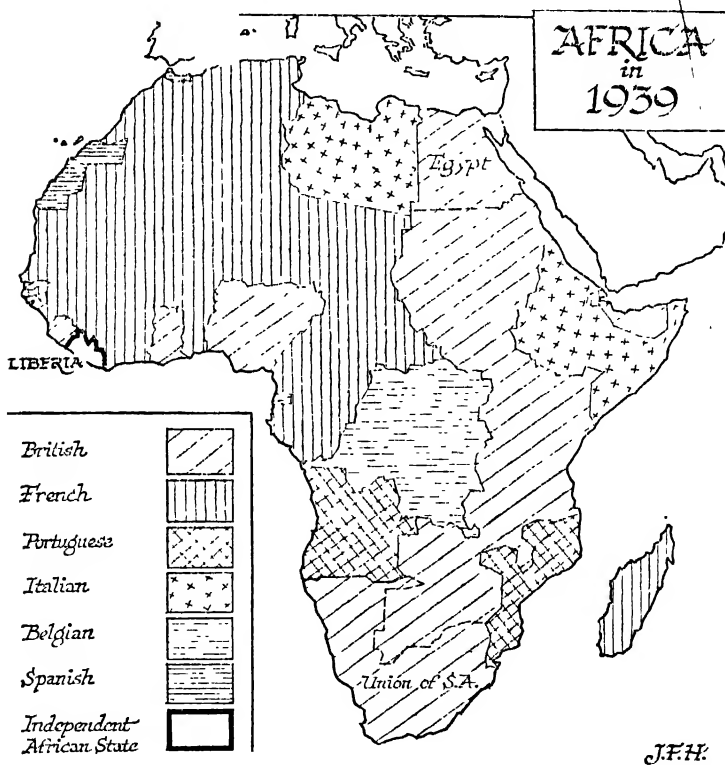 AFRICA
in
1939
Egypt
LIBERIA
British
French
Portuguese
Italian
Belgian
Spanish
Independent
African State
Union of S.A.
J.F.H.